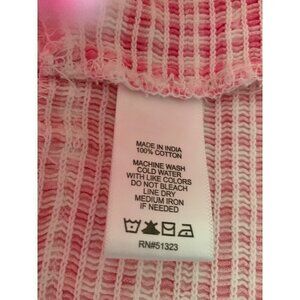 MADE IN INDIA
100% COTTON
MACHINE WASH
COLD WATER
WITH LIKE COLORS
DO NOT BLEACH
LINE DRY
MEDIUM IRON
IF NEEDED
RN#51323